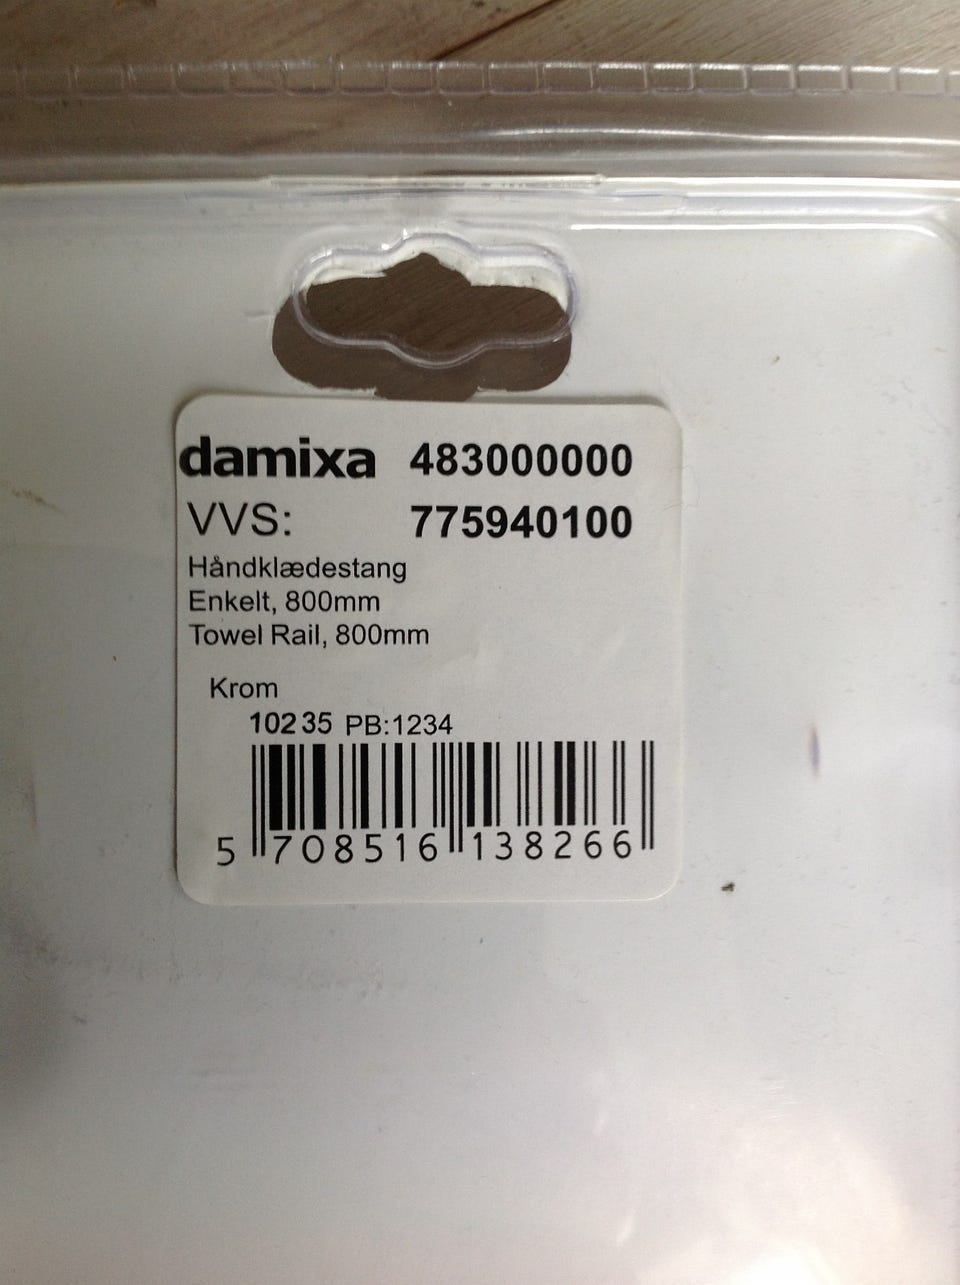 damixa 483000000
VVS: 775940100
Håndklædestang
Enkelt, 800mm
Towel Rail, 800mm
Krom
102 35 PB:1234
5 708516 138266